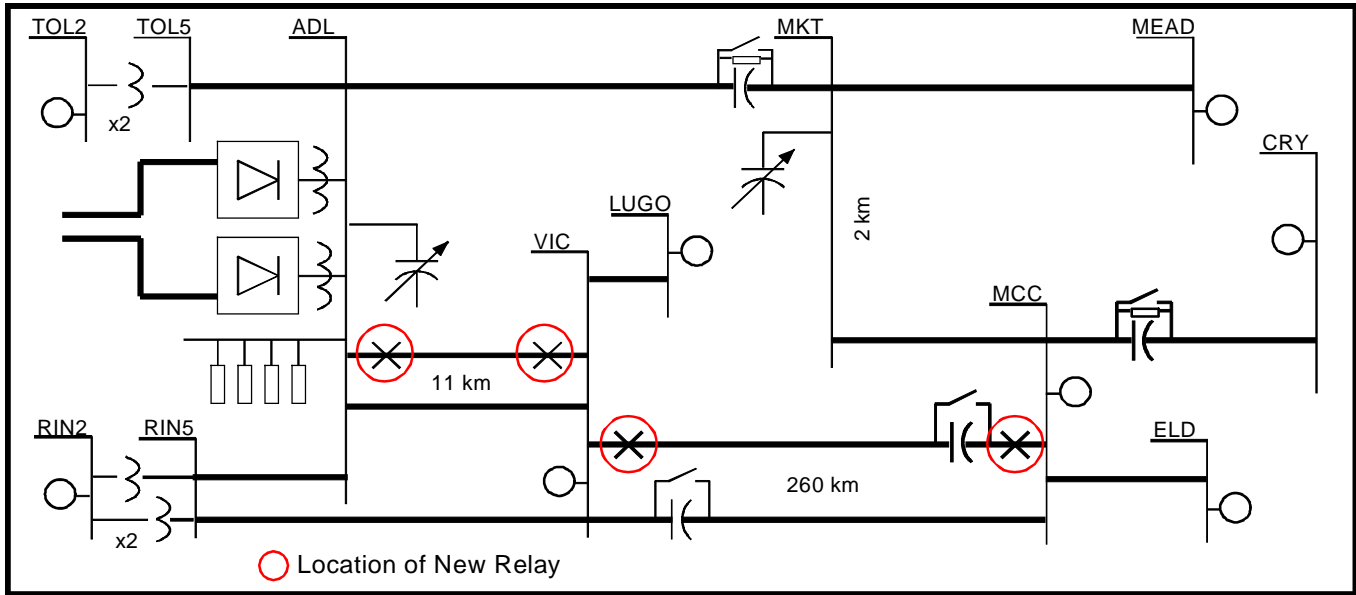 TOL2 TOL5 ADL MKT MEAD
x2
CRY
LUGO
VIC
2 km
MCC
11 km
RIN2 RIN5 ELD
260 km
x2
Location of New Relay